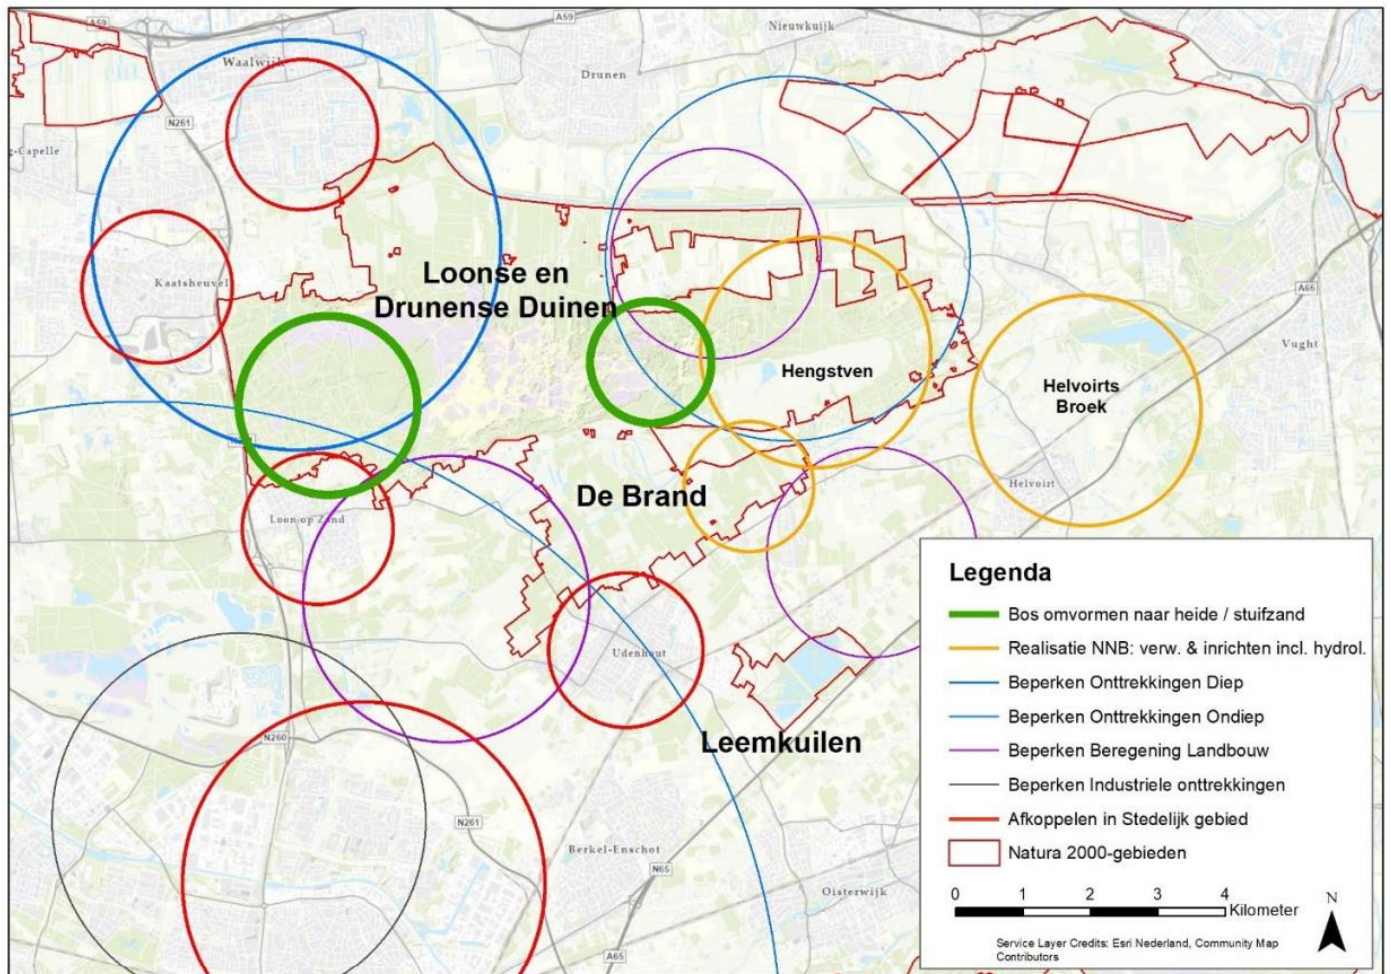 A59
A59
Nieuwkuijk
Waalwijk
Drunen
N261
g-Capelle
Loonse en
Drunense Duinen
Kaatsheuvel
A65
Vught
Hengstven
Helvoirts
Broek
De Brand
Helvoirt
Loon op Zand
Udenhout
Leemkuilen
N260
N261
Berkel-Enschot
N65
Oisterwijk
A65
Legenda
Bos omvormen naar heide / stuifzand
Realisatie NNB: verw. & inrichten incl. hydrol.
Beperken Onttrekkingen Diep
Beperken Onttrekkingen Ondiep
Beperken Beregening Landbouw
Beperken Industriele onttrekkingen
Afkoppelen in Stedelijk gebied
Natura 2000-gebieden
0 1 2 3 4
Kilometer
N
Service Layer Credits: Esri Nederland, Community Map
Contributors